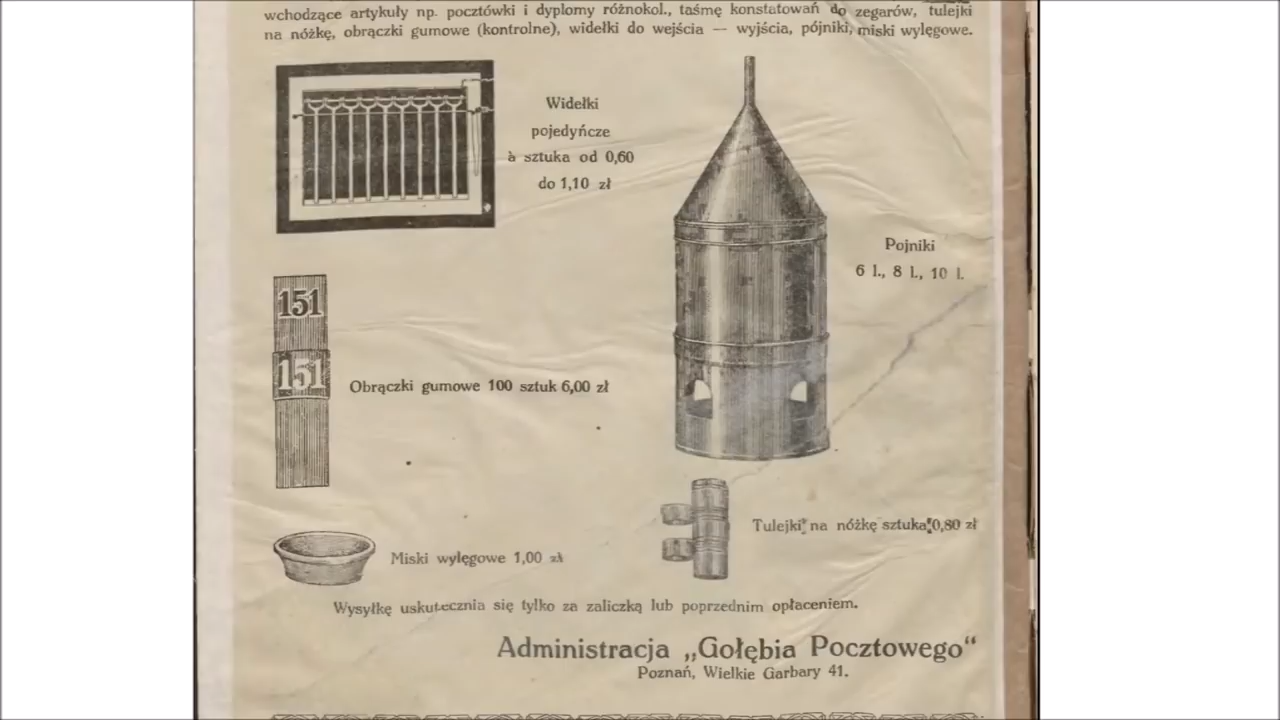 wchodzące artykuły np. pocztówki i dyplomy różnokol., taśmę konstatowań do zegarów, tulejki
na nóżkę, obrączki gumowe (kontrolne), widełki do wejścia — wyjścia, pójniki, miski wylęgowe.
Widełki
pojedyńcze
à sztuka od 0,60
do 1,10 zł
Pojniki
6 l., 8 l., 10 l.
151
151
Obrączki gumowe 100 sztuk 6,00 zł
Tulejki na nóżkę sztuka 0,80 zł
Miski wylęgowe 1,00 zł
Wysyłkę uskutecznia się tylko za zaliczką lub poprzednim opłaceniem.
Administracja „Gołębia Pocztowego“
Poznań, Wielkie Garbary 41.